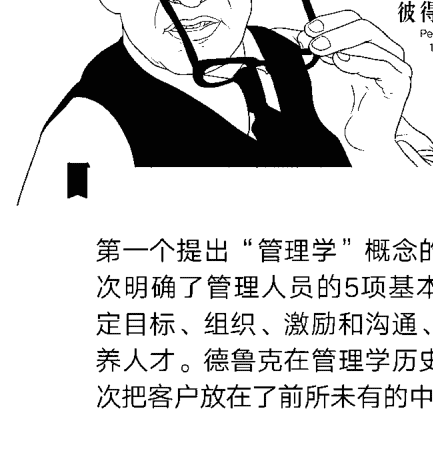 彼得
Pe
1
第一个提出“管理学”概念的
次明确了管理人员的5项基本
定目标、组织、激励和沟通、
养人才。德鲁克在管理学历史
次把客户放在了前所未有的中